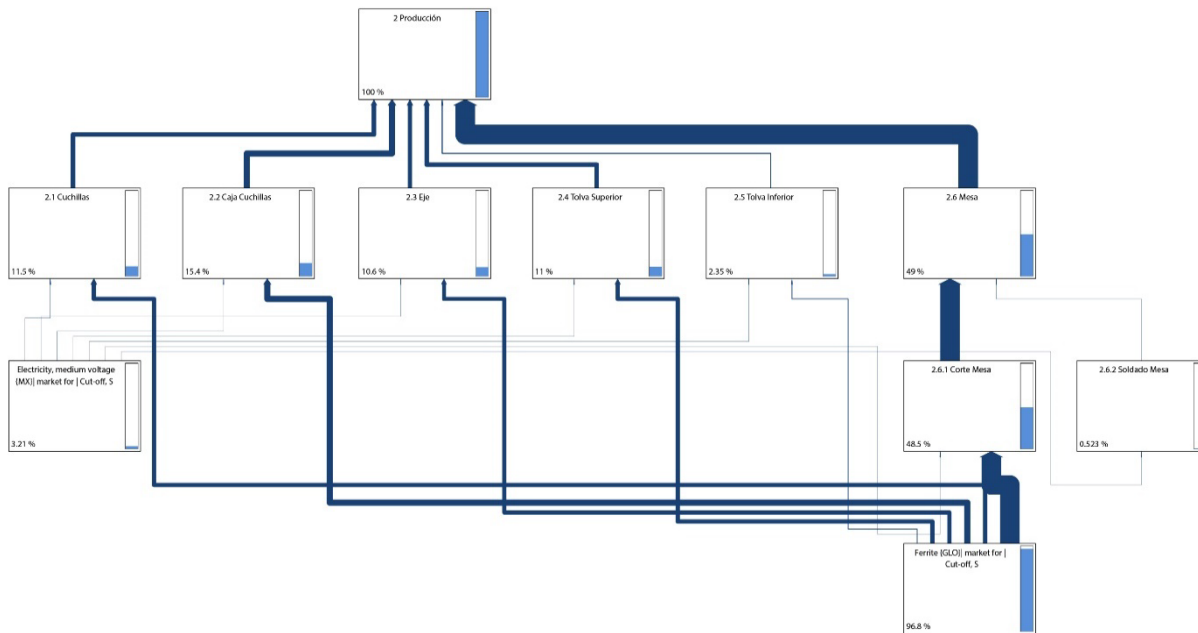 2 Producción
100 %
2.1 Cuchillas
11.5 %
2.2 Caja Cuchillas
15.4 %
2.3 Eje
10.6 %
2.4 Tolva Superior
11 %
2.5 Tolva Inferior
2.35 %
2.6 Mesa
49 %
Electricity, medium voltage
{MX}| market for | Cut-off, S
3.21 %
2.6.1 Corte Mesa
48.5 %
2.6.2 Soldado Mesa
0.523 %
Ferrite {GLO}| market for |
Cut-off, S
96.8 %